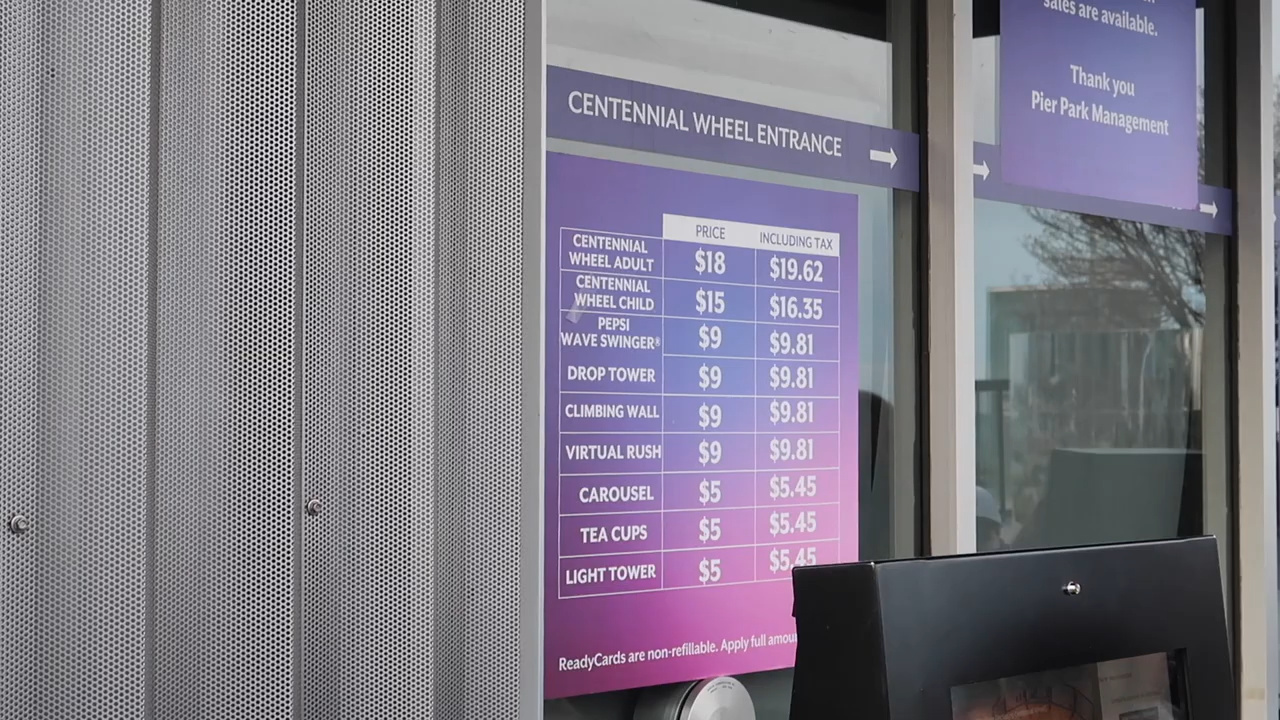 sales are available.
Thank you
Pier Park Management
CENTENNIAL WHEEL ENTRANCE
PRICE INCLUDING TAX
CENTENNIAL
WHEEL ADULT $18 $19.62
CENTENNIAL
WHEEL CHILD $15 $16.35
PEPSI
WAVE SWINGER® $9 $9.81
DROP TOWER $9 $9.81
CLIMBING WALL $9 $9.81
VIRTUAL RUSH $9 $9.81
CAROUSEL $5 $5.45
TEA CUPS $5 $5.45
LIGHT TOWER $5 $5.45
ReadyCards are non-refillable. Apply full